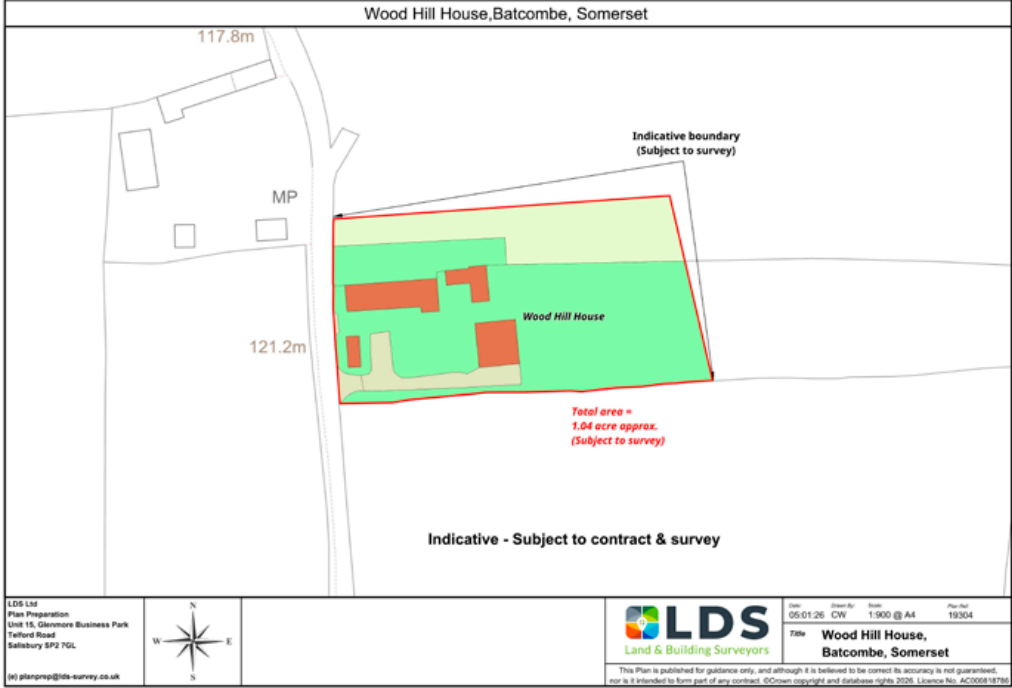 Wood Hill House,Batcombe, Somerset
117.8m
Indicative boundary
(Subject to survey)
MP
Wood Hill House
121.2m
Total area =
1.04 acre approx.
(Subject to survey)
Indicative - Subject to contract & survey
LDS Ltd
Plan Preparation
Unit 15, Glenmore Business Park
Telford Road
Salisbury SP2 7GL
(e) planprep@lds-survey.co.uk
N
W E
S
LDS
Land & Building Surveyors
Date: Drawn By: Scale: Plan Ref:
05:01:26 CW 1:900 @ A4 19304
Title Wood Hill House,
Batcombe, Somerset
This Plan is published for guidance only, and although it is believed to be correct its accuracy is not guaranteed,
nor is it intended to form part of any contract. ©Crown copyright and database rights 2026. Licence No. AC000818786